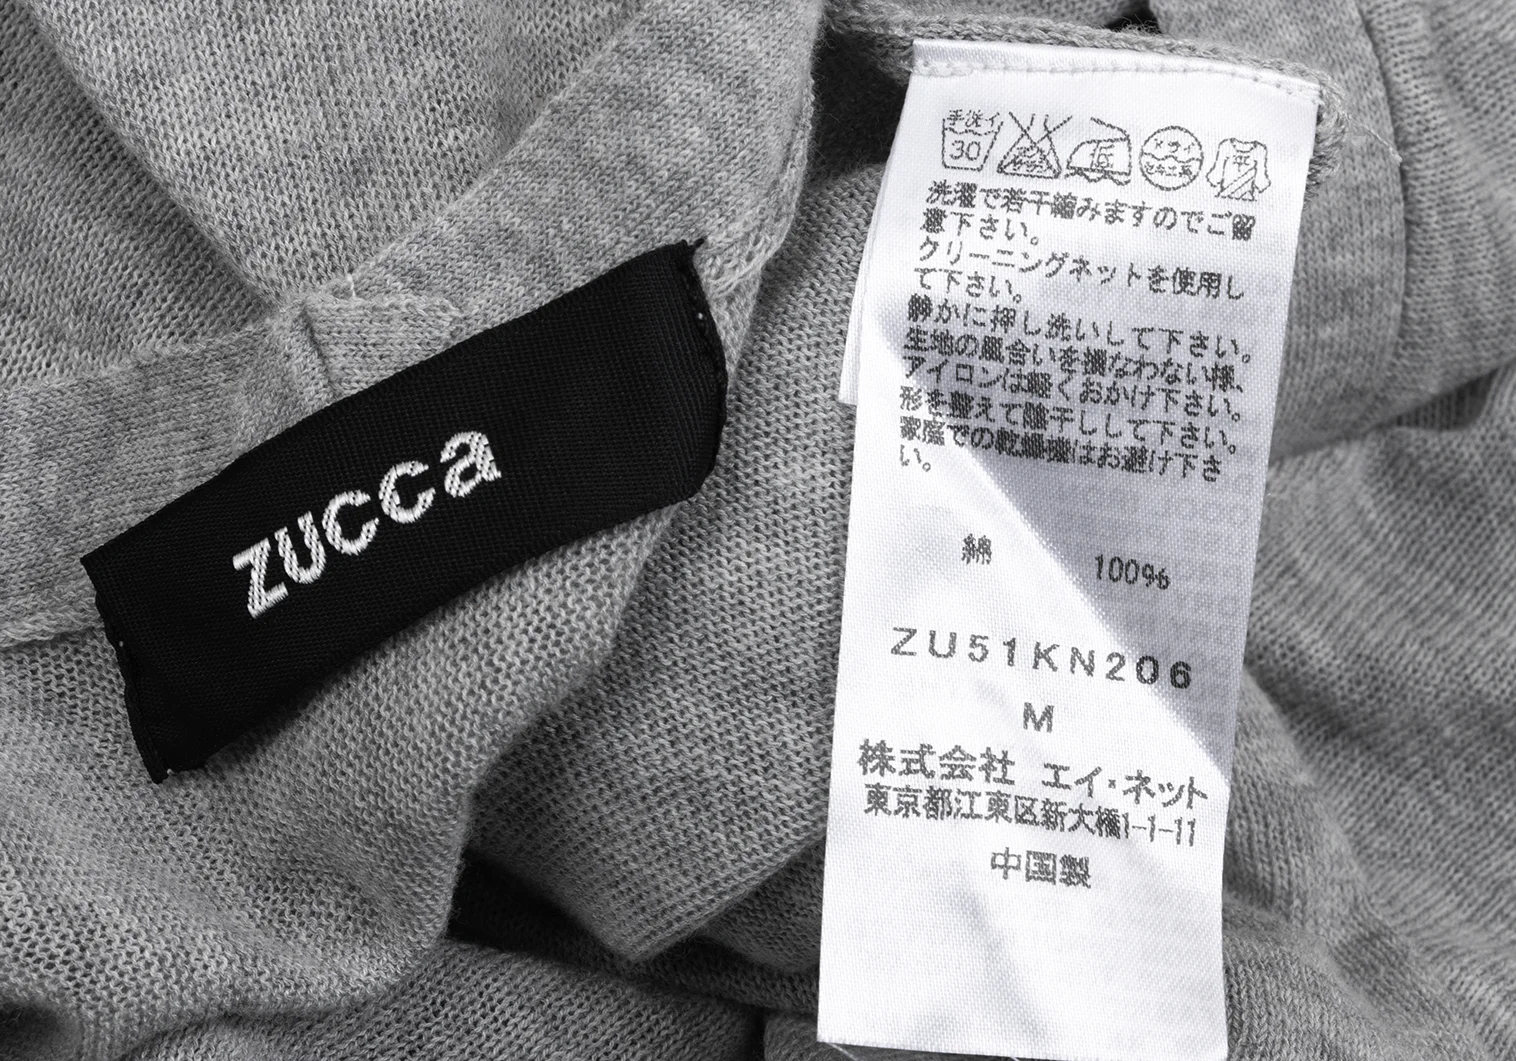 zucca
手洗イ
30
洗濯で若干縮みますのでご留
意下さい。
クリーニングネットを使用し
て下さい。
静かに押し洗いして下さい。
生地の風合いを損なわない様、
アイロンは軽くおかけ下さい。
形を整えて陰干しして下さい。
家庭での乾燥機はお避け下さ
い。
綿 100%
ZU51KN206
M
株式会社 エイ・ネット
東京都江東区新大橋1-1-11
中国製